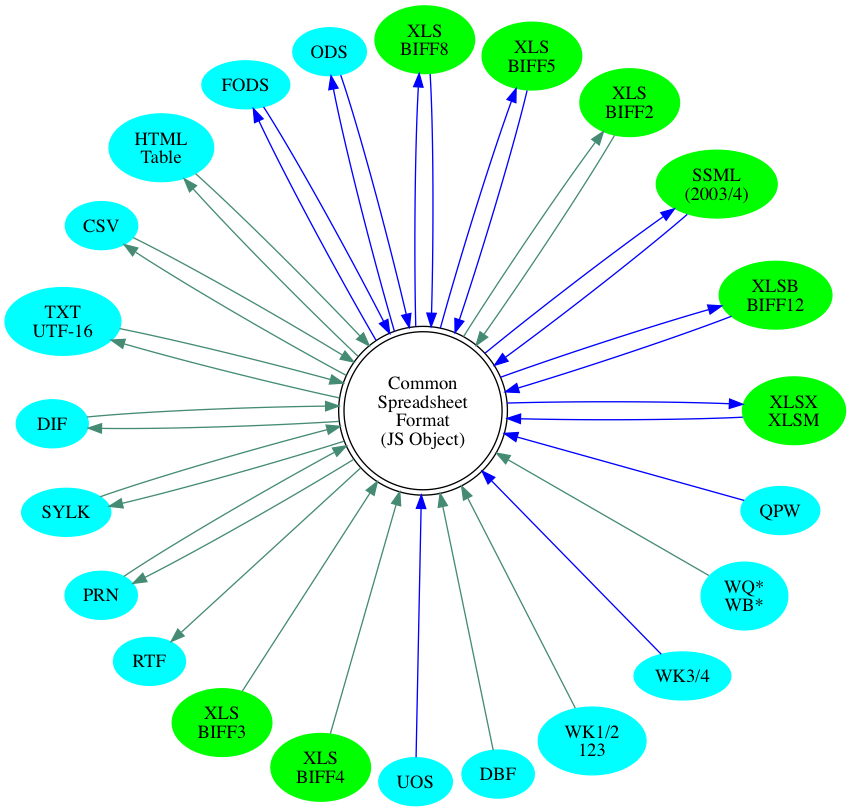 XLS
BIFF8
ODS
XLS
BIFF5
FODS
XLS
BIFF2
HTML
Table
SSML
(2003/4)
CSV
XLSB
BIFF12
TXT
UTF-16
Common
Spreadsheet
Format
(JS Object)
XLSX
XLSM
DIF
SYLK
QPW
PRN
WQ*
WB*
RTF
WK3/4
XLS
BIFF3
WK1/2
123
XLS
BIFF4
UOS
DBF